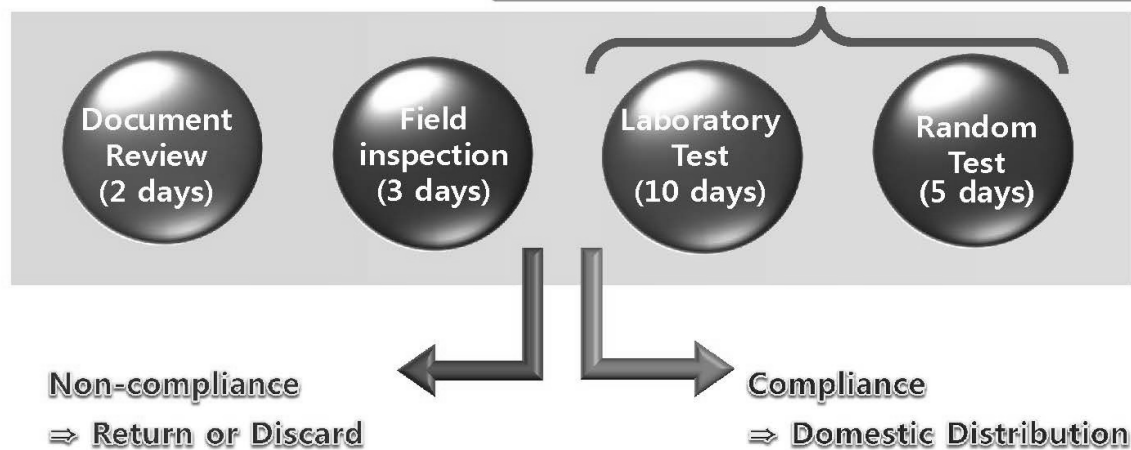 Document
Review
(2 days)
Field
inspection
(3 days)
Laboratory
Test
(10 days)
Random
Test
(5 days)
Non-compliance
⇒ Return or Discard
Compliance
⇒ Domestic Distribution